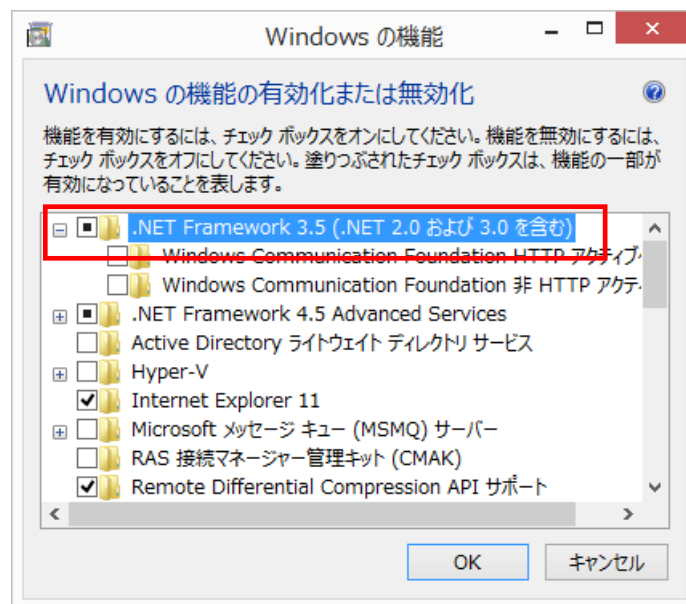 Windows の機能
Windows の機能の有効化または無効化
機能を有効にするには、チェック ボックスをオンにしてください。機能を無効にするには、
チェック ボックスをオフにしてください。塗りつぶされたチェック ボックスは、機能の一部が
有効になっていることを表します。
.NET Framework 3.5 (.NET 2.0 および 3.0 を含む)
Windows Communication Foundation HTTP アクティブ
Windows Communication Foundation 非 HTTP アクテ
.NET Framework 4.5 Advanced Services
Active Directory ライトウェイト ディレクトリ サービス
Hyper-V
Internet Explorer 11
Microsoft メッセージ キュー (MSMQ) サーバー
RAS 接続マネージャー管理キット (CMAK)
Remote Differential Compression API サポート
OK キャンセル